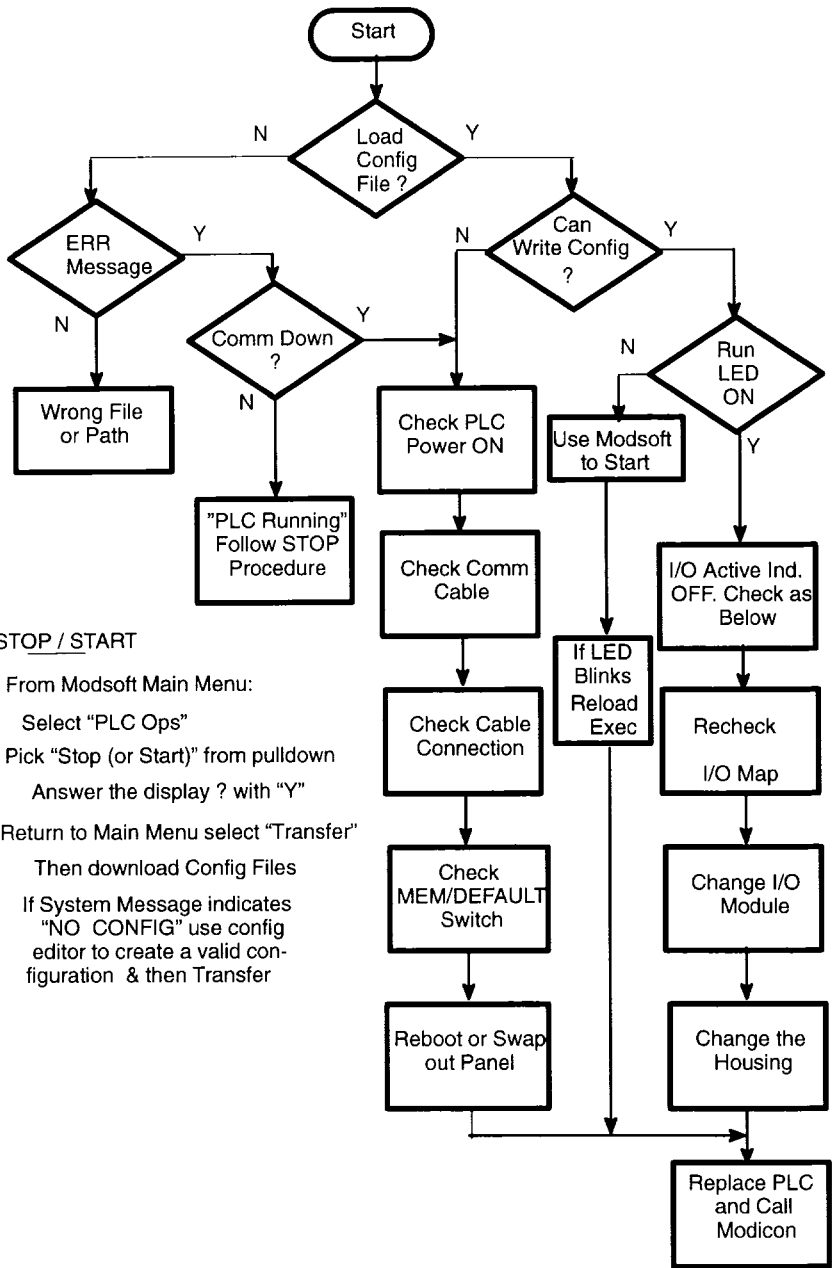 Start
N
Y
Load
Config
File ?
N
Can
Write Config
?
Y
ERR
Message
Y
N
Comm Down
?
Y
N
N
Run
LED
ON
Y
Wrong File
or Path
"PLC Running"
Follow STOP
Procedure
Check PLC
Power ON
Use Modsoft
to Start
Check Comm
Cable
I/O Active Ind.
OFF. Check as
Below
If LED
Blinks
Reload
Exec
Check Cable
Connection
Recheck
I/O Map
Check
MEM/DEFAULT
Switch
Change I/O
Module
Reboot or Swap
out Panel
Change the
Housing
Replace PLC
and Call
Modicon
STOP / START
From Modsoft Main Menu:
Select "PLC Ops"
Pick "Stop (or Start)" from pulldown
Answer the display ? with "Y"
Return to Main Menu select "Transfer"
Then download Config Files
If System Message indicates
"NO CONFIG" use config
editor to create a valid con-
figuration & then Transfer